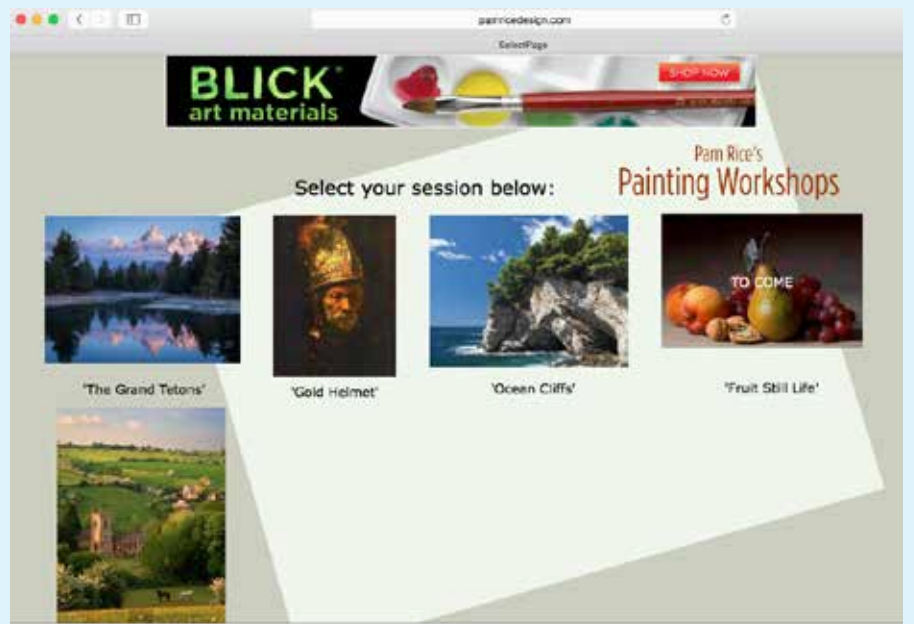 pamricedesign.com
SelectPage
BLICK
art materials
SHOP NOW
Pam Rice's
Painting Workshops
Select your session below:
TO COME
'The Grand Tetons'
'Gold Helmet'
'Ocean Cliffs'
'Fruit Still Life'